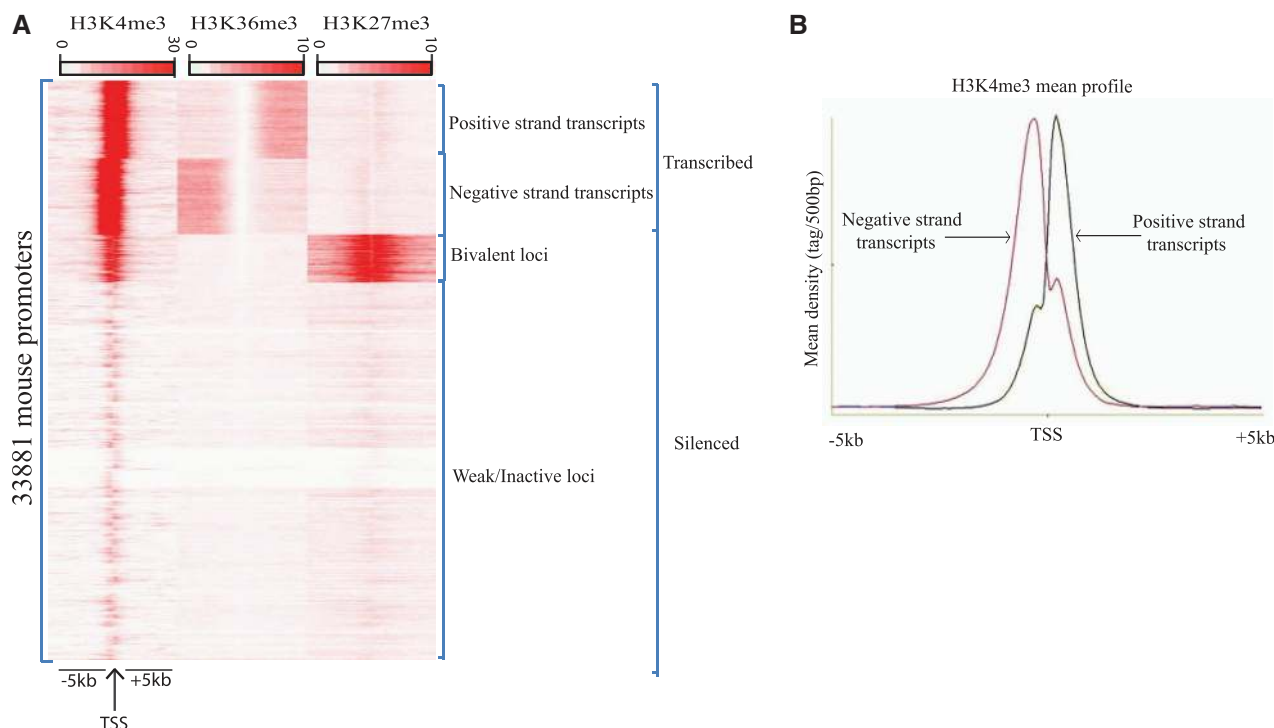 A
H3K4me3 H3K36me3 H3K27me3
0 30 0 10 0 10
33881 mouse promoters
Positive strand transcripts
Negative strand transcripts
Bivalent loci
Weak/Inactive loci
Transcribed
Silenced
-5kb +5kb
TSS
B
H3K4me3 mean profile
Mean density (tag/500bp)
Negative strand
transcripts
Positive strand
transcripts
-5kb TSS +5kb